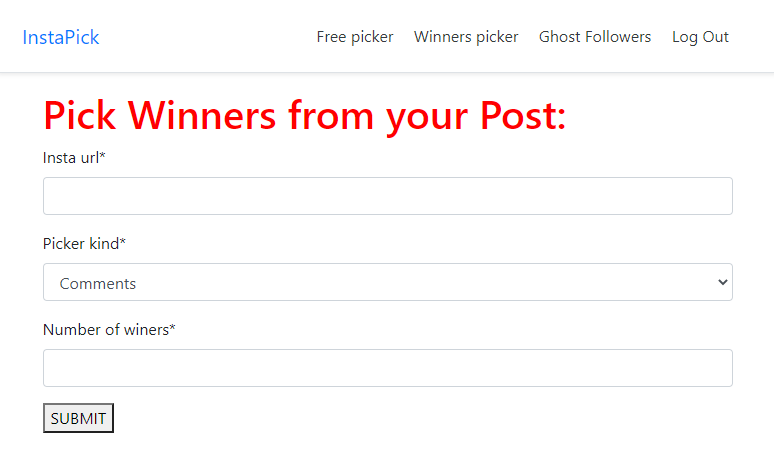 InstaPick Free picker Winners picker Ghost Followers Log Out
Pick Winners from your Post:
Insta url*
Picker kind*
Comments
Number of winers*
SUBMIT